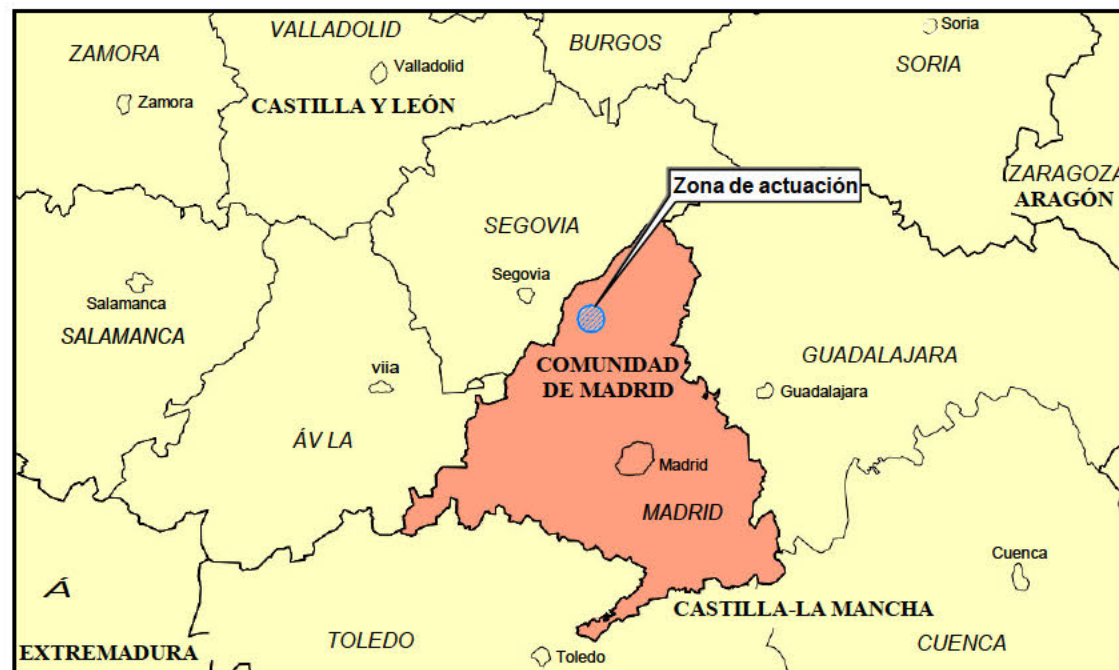 VALLADOLID
BURGOS
Soria
ZAMORA
Valladolid
SORIA
Zamora
CASTILLA Y LEÓN
ZARAGOZA
Zona de actuación
ARAGÓN
SEGOVIA
Segovia
Salamanca
SALAMANCA
GUADALAJARA
COMUNIDAD
DE MADRID
viia
Guadalajara
ÁV LA
Madrid
MADRID
Cuenca
Á
CASTILLA-LA MANCHA
TOLEDO
CUENCA
EXTREMADURA
Toledo